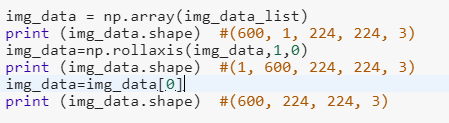 img_data = np.array(img_data_list)
print (img_data.shape)  #(600, 1, 224, 224, 3)
img_data=np.rollaxis(img_data,1,0)
print (img_data.shape)  #(1, 600, 224, 224, 3)
img_data=img_data[0]
print (img_data.shape)  #(600, 224, 224, 3)